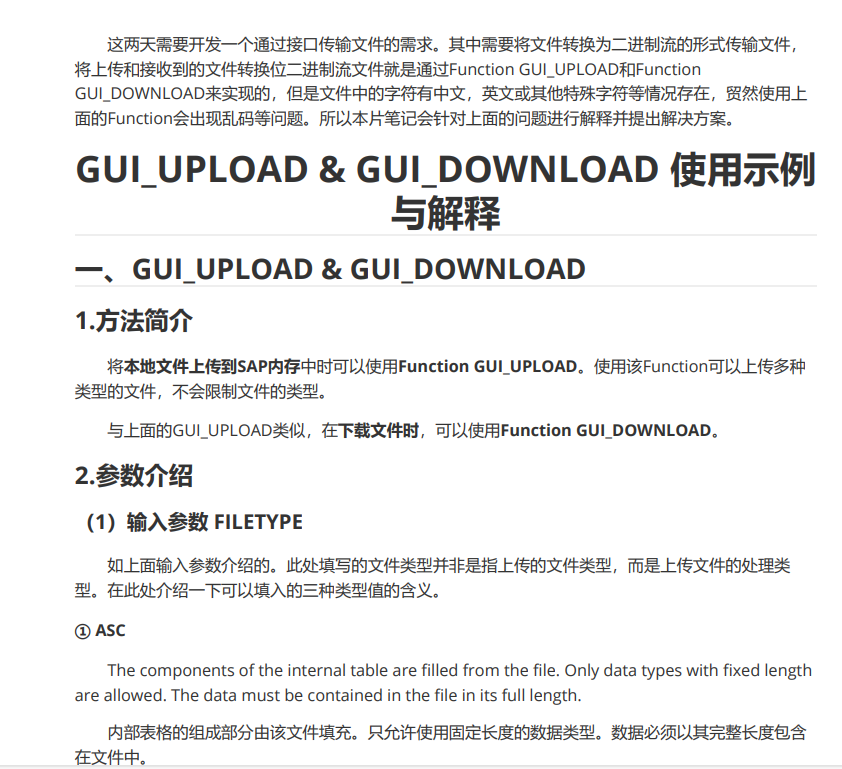 这两天需要开发一个通过接口传输文件的需求。其中需要将文件转换为二进制流的形式传输文件，
将上传和接收到的文件转换位二进制流文件就是通过Function GUI_UPLOAD和Function
GUI_DOWNLOAD来实现的，但是文件中的字符有中文，英文或其他特殊字符等情况存在，贸然使用上
面的Function会出现乱码等问题。所以本片笔记会针对上面的问题进行解释并提出解决方案。
GUI_UPLOAD & GUI_DOWNLOAD 使用示例
与解释
一、GUI_UPLOAD & GUI_DOWNLOAD
1.方法简介
将本地文件上传到SAP内存中时可以使用Function GUI_UPLOAD。使用该Function可以上传多种
类型的文件，不会限制文件的类型。
与上面的GUI_UPLOAD类似，在下载文件时，可以使用Function GUI_DOWNLOAD。
2.参数介绍
（1）输入参数 FILETYPE
如上面输入参数介绍的。此处填写的文件类型并非是指上传的文件类型，而是上传文件的处理类
型。在此处介绍一下可以填入的三种类型值的含义。
① ASC
The components of the internal table are filled from the file. Only data types with fixed length
are allowed. The data must be contained in the file in its full length.
内部表格的组成部分由该文件填充。只允许使用固定长度的数据类型。数据必须以其完整长度包含
在文件中。